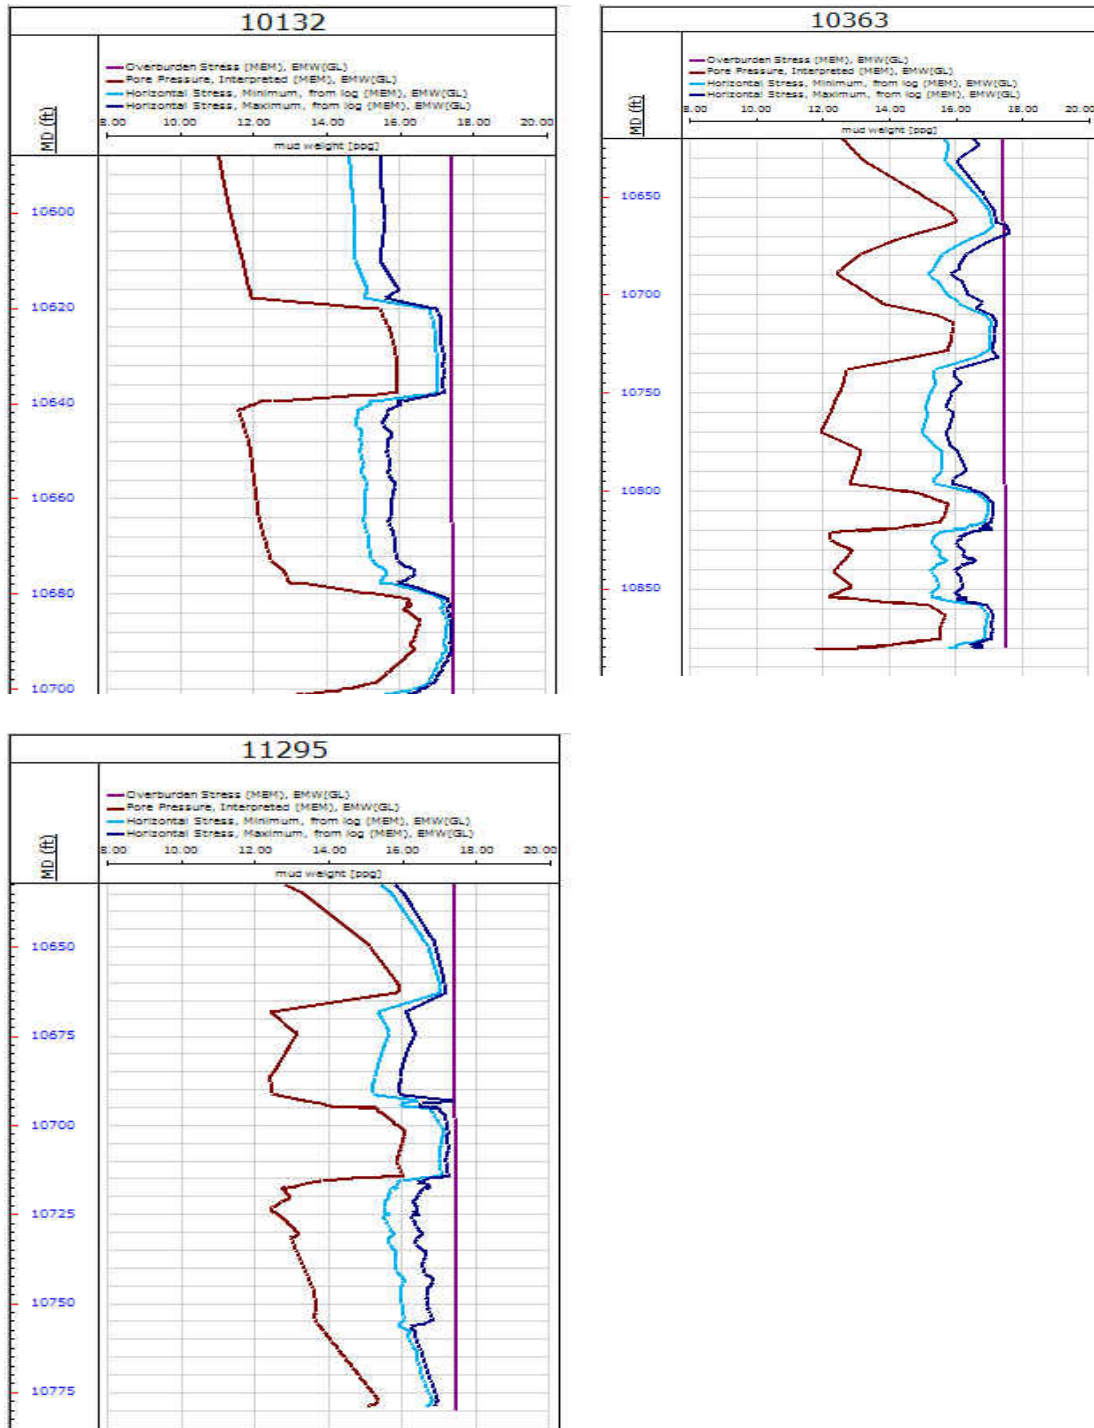 10132
Overburden Stress (MEM), EMW(GL)
Pore Pressure, Interpreted (MEM), EMW(GL)
Horizontal Stress, Minimum, from log (MEM), EMW(GL)
Horizontal Stress, Maximum, from log (MEM), EMW(GL)
MD (ft)
8.00 10.00 12.00 14.00 16.00 18.00 20.00
mud weight [ppg]
10600
10620
10640
10660
10680
10700
10363
Overburden Stress (MEM), EMW(GL)
Pore Pressure, Interpreted (MEM), EMW(GL)
Horizontal Stress, Minimum, from log (MEM), EMW(GL)
Horizontal Stress, Maximum, from log (MEM), EMW(GL)
MD (ft)
8.00 10.00 12.00 14.00 16.00 18.00 20.00
mud weight [ppg]
10650
10700
10750
10800
10850
11295
Overburden Stress (MEM), EMW(GL)
Pore Pressure, Interpreted (MEM), EMW(GL)
Horizontal Stress, Minimum, from log (MEM), EMW(GL)
Horizontal Stress, Maximum, from log (MEM), EMW(GL)
MD (ft)
8.00 10.00 12.00 14.00 16.00 18.00 20.00
mud weight [ppg]
10650
10675
10700
10725
10750
10775